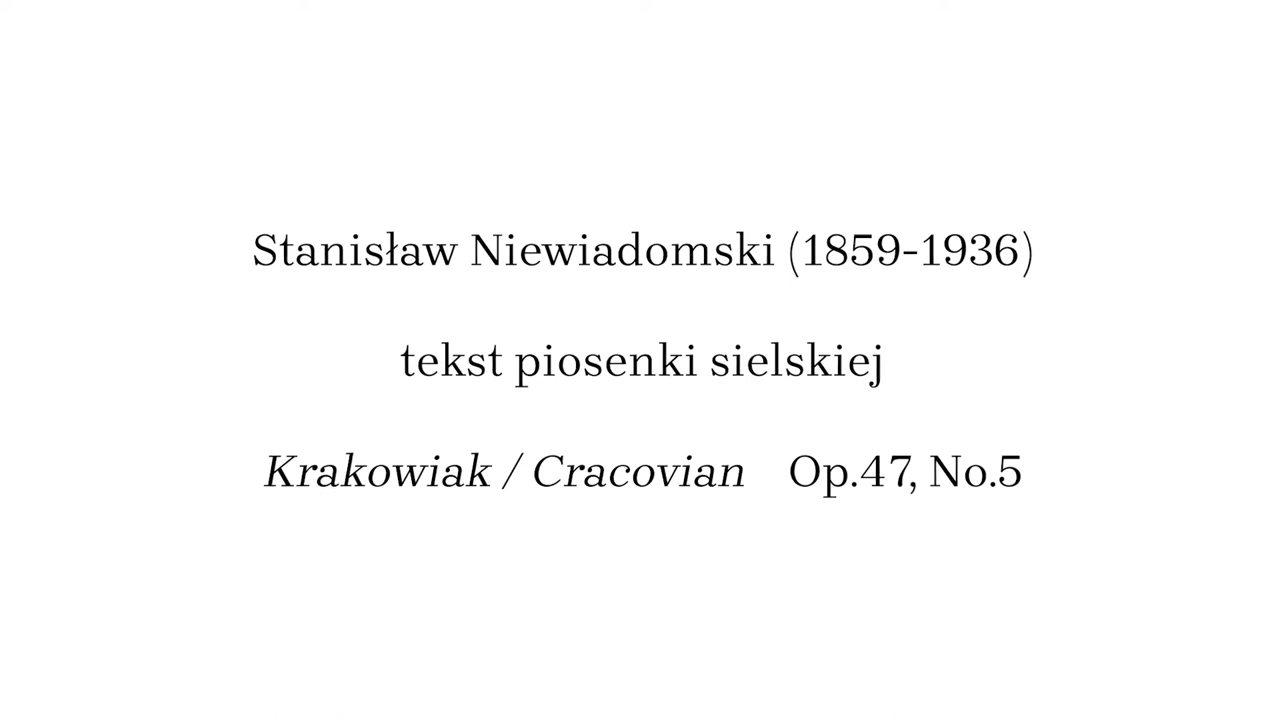 Stanisław Niewiadomski (1859-1936)
tekst piosenki sielskiej
Krakowiak / Cracovian Op.47, No.5